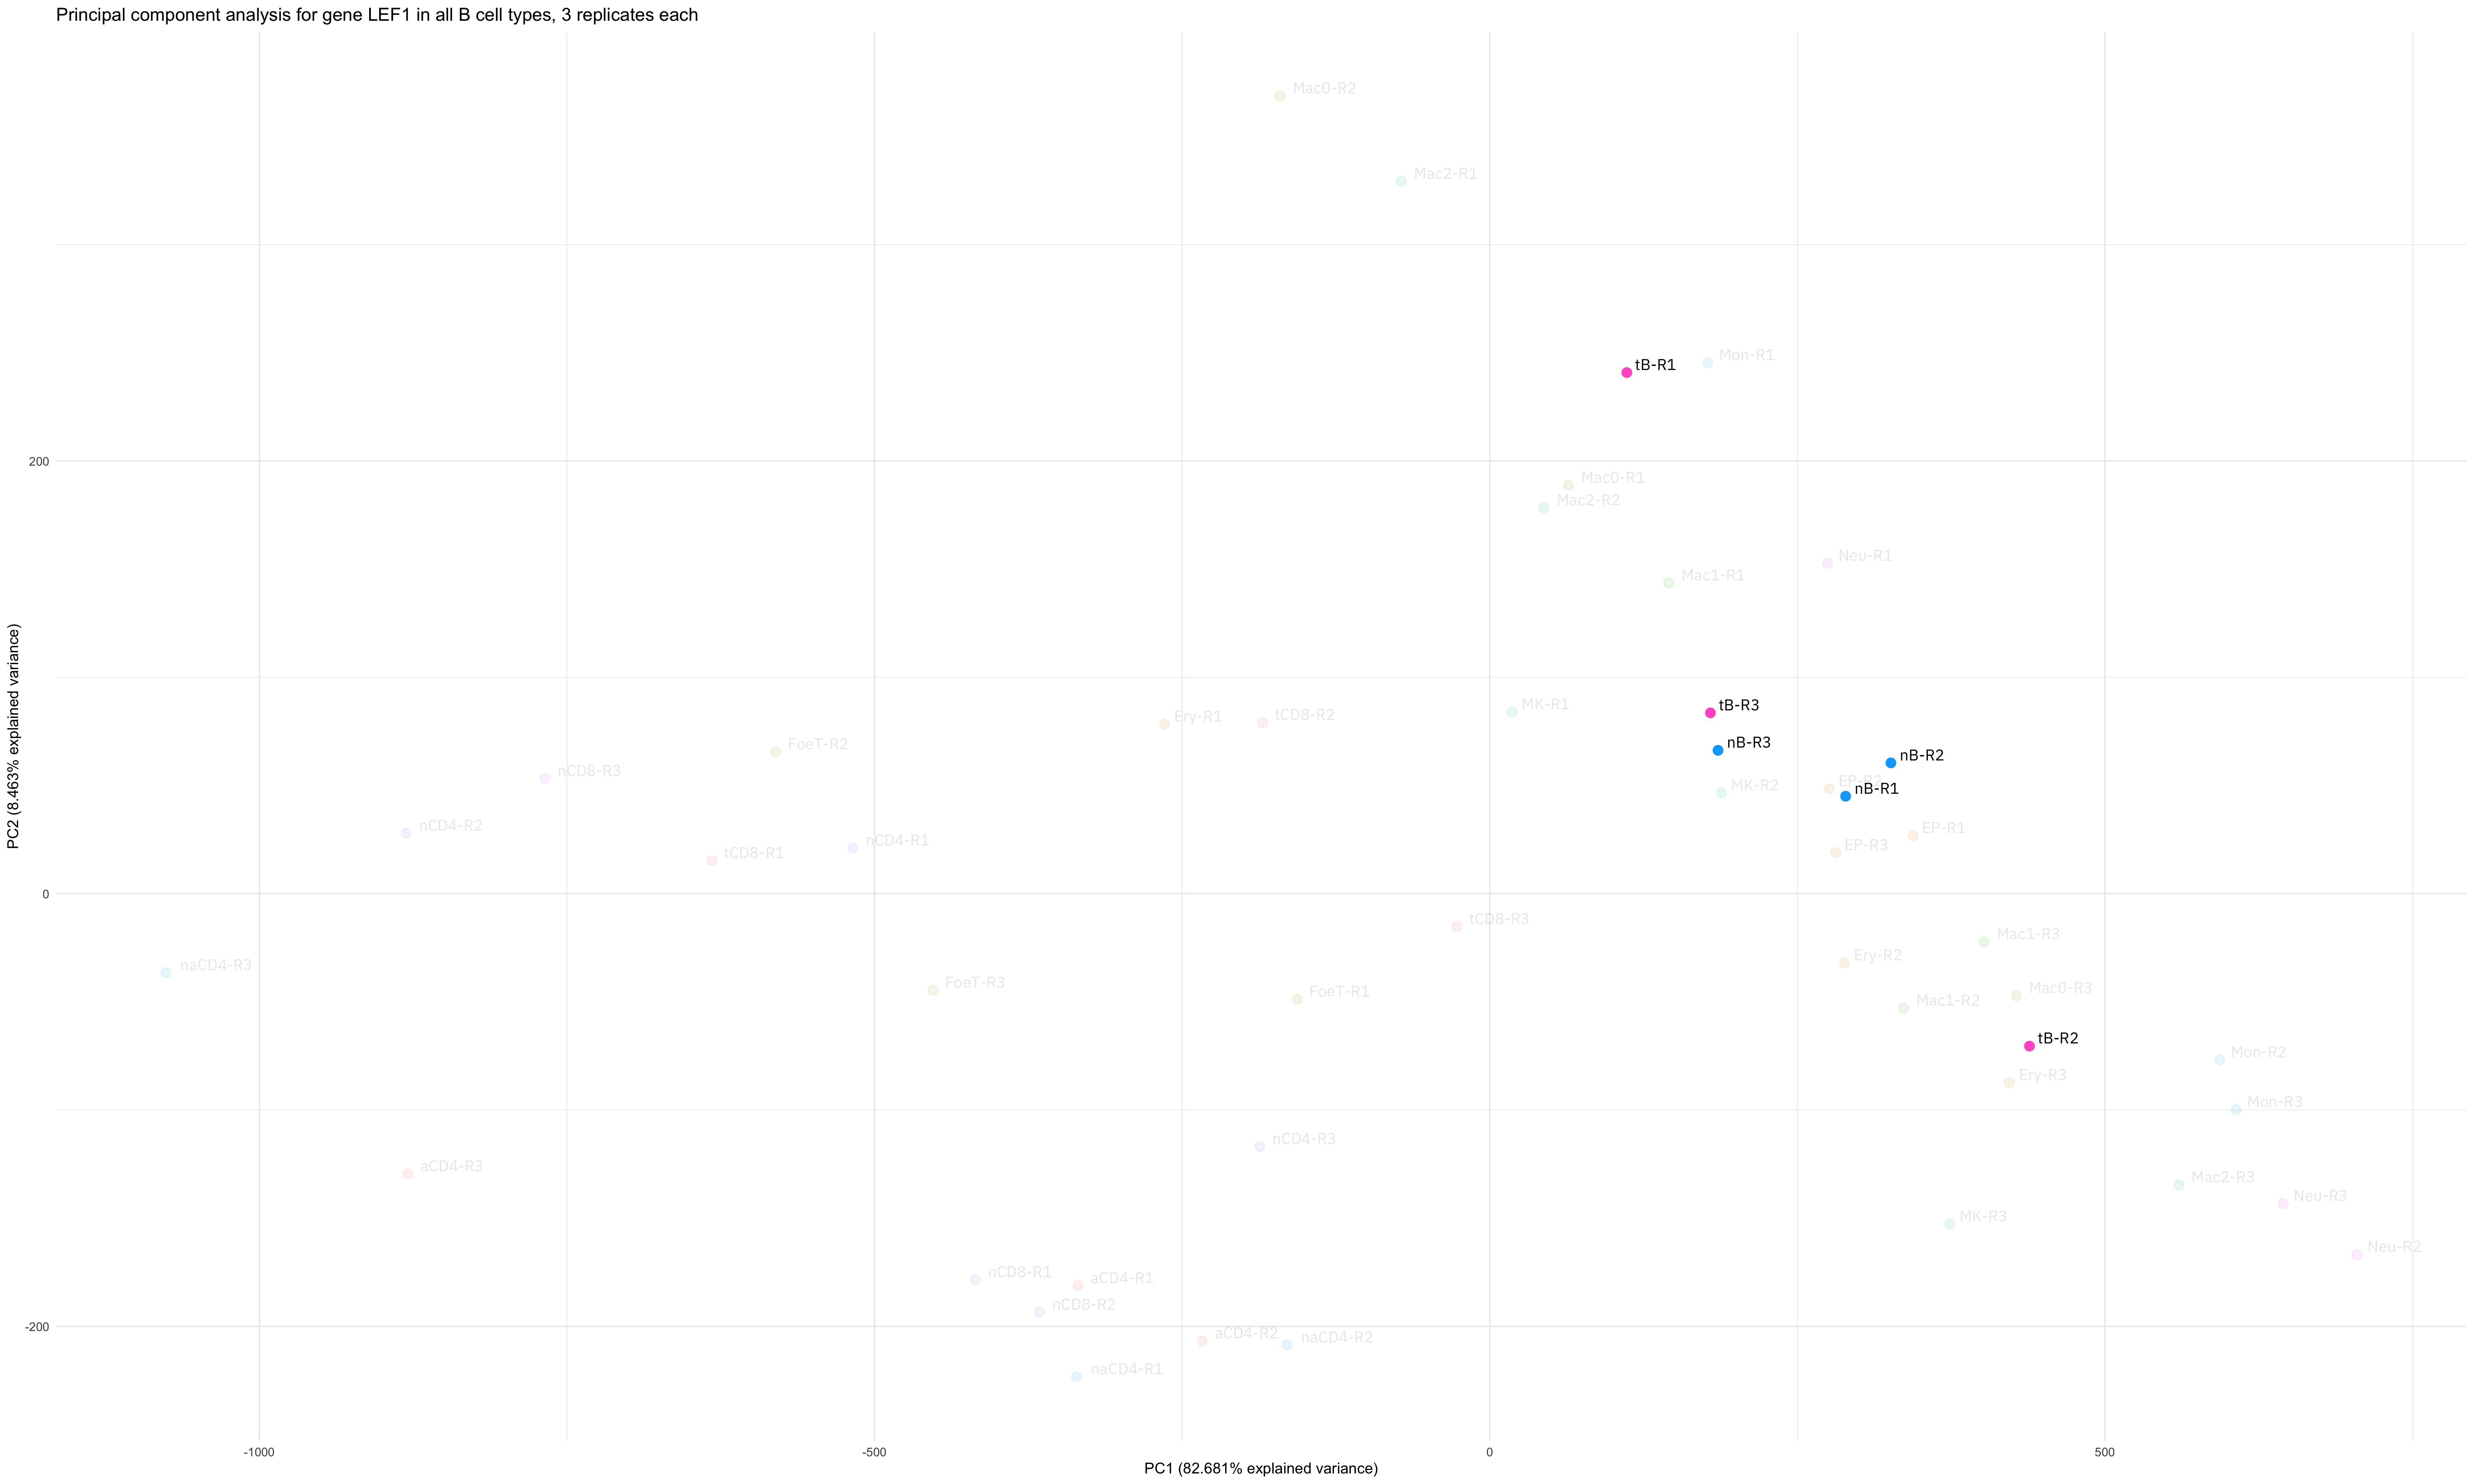 Principal component analysis for gene LEF1 in all B cell types, 3 replicates each
Mac0-R2
Mac2-R1
Mon-R1
tB-R1
200
Mac0-R1
Mac2-R2
Neu-R1
Mac1-R1
MK-R1
tB-R3
Ery-R1
tCD8-R2
FoeT-R2
nB-R3
nB-R2
nCD8-R3
EP-R2
MK-R2
nB-R1
nCD4-R2
EP-R1
nCD4-R1
tCD8-R1
EP-R3
PC2 (8.463% explained variance)
0
tCD8-R3
Mac1-R3
Ery-R2
naCD4-R3
FoeT-R3
Mac0-R3
FoeT-R1
Mac1-R2
tB-R2
Mon-R2
Ery-R3
Mon-R3
nCD4-R3
aCD4-R3
Mac2-R3
Neu-R3
MK-R3
Neu-R2
nCD8-R1
aCD4-R1
nCD8-R2
-200
aCD4-R2
naCD4-R2
naCD4-R1
-1000
-500
0
500
PC1 (82.681% explained variance)